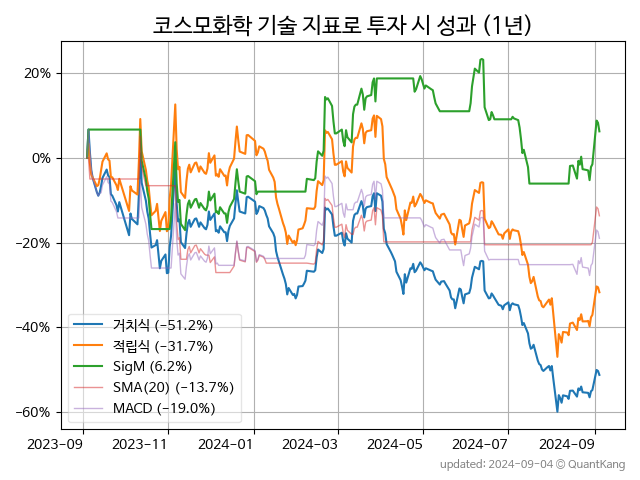 코스모화학 기술 지표로 투자 시 성과 (1년)
20%
0%
−20%
−40%
−60%
거치식 (−51.2%)
적립식 (−31.7%)
SigM (6.2%)
SMA(20) (−13.7%)
MACD (−19.0%)
2023-09 2023-11 2024-01 2024-03 2024-05 2024-07 2024-09
updated: 2024-09-04 © QuantKang